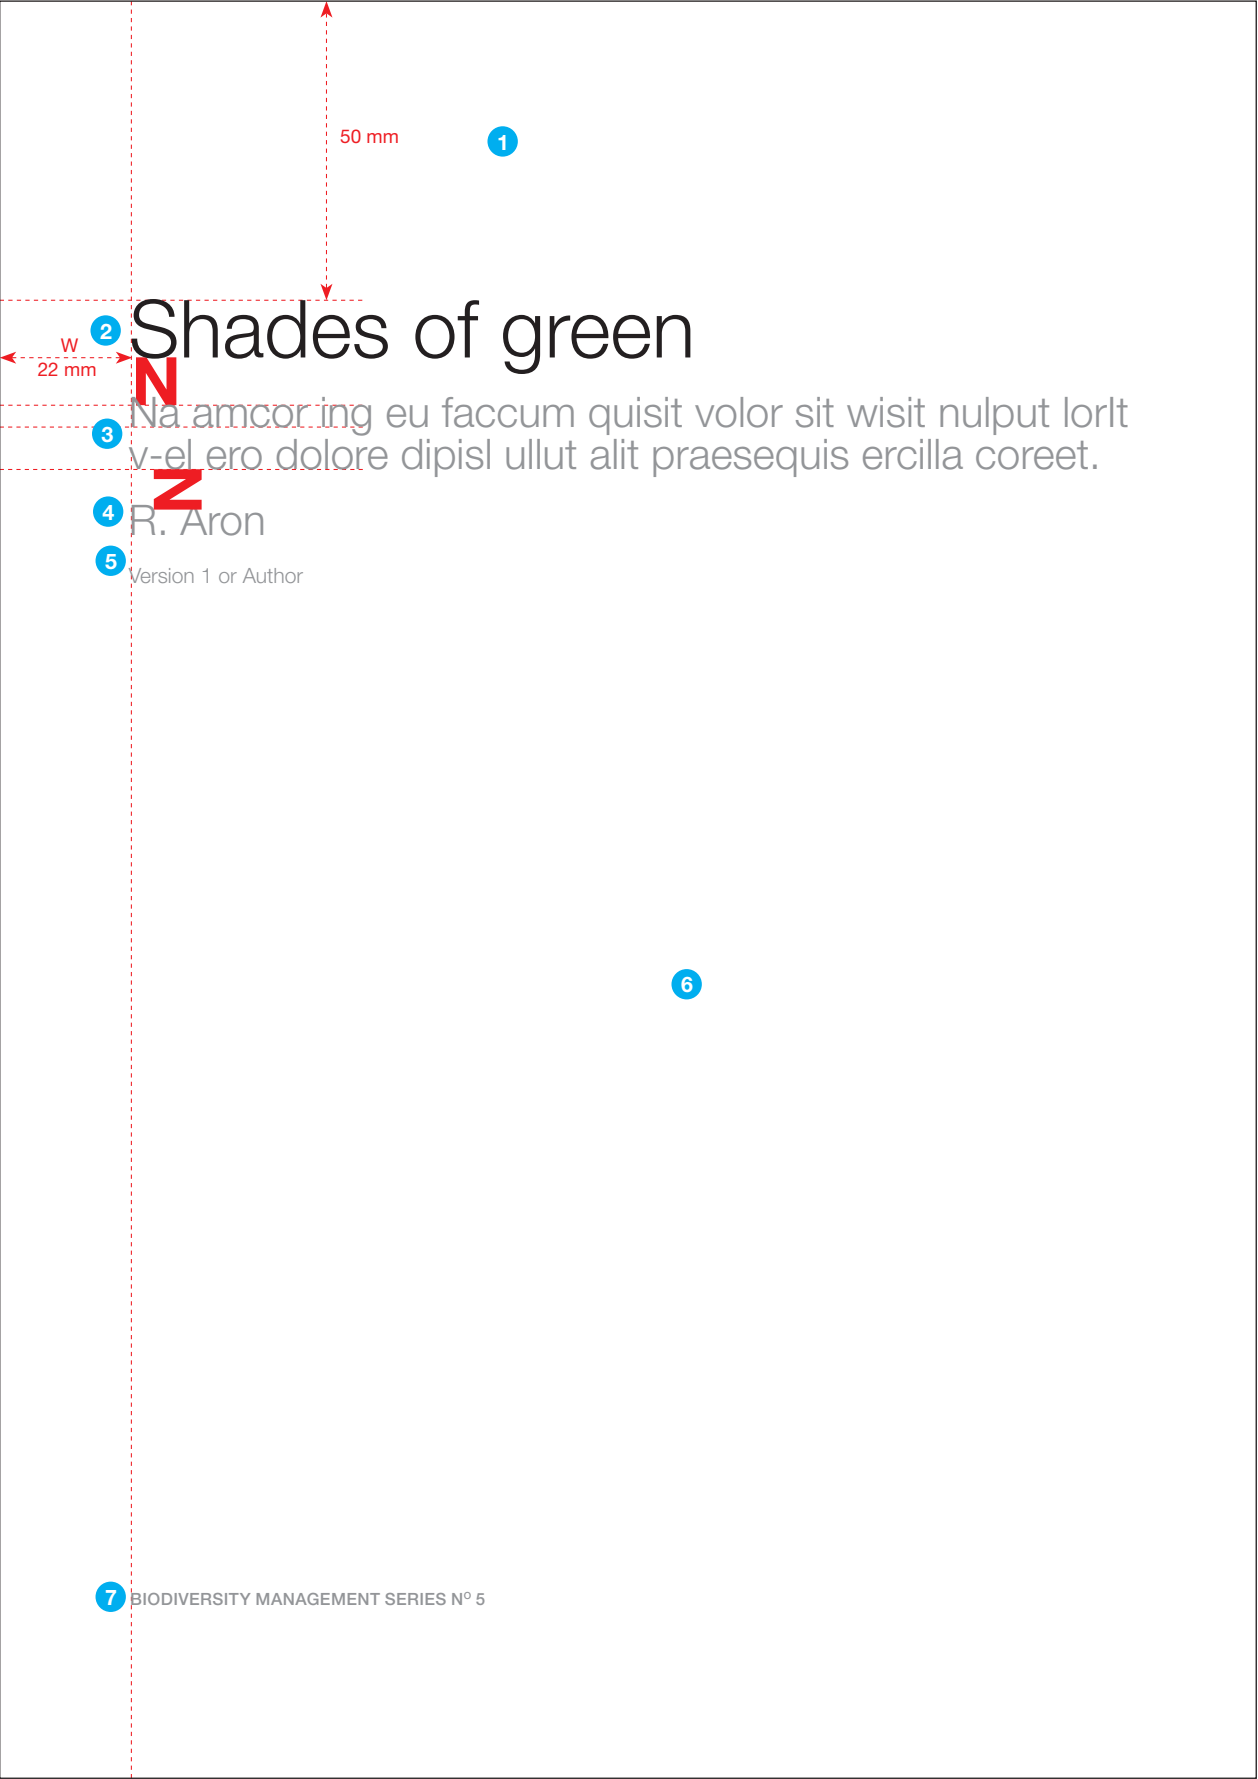 50 mm
1
2 Shades of green
W
22 mm
N
Na amcor ing eu faccum quisit volor sit wisit nulput lorIt
3
v-el ero dolore dipisl ullut alit praesequis ercilla coreet.
N
4 R. Aron
5
Version 1 or Author
6
7 BIODIVERSITY MANAGEMENT SERIES Nº 5